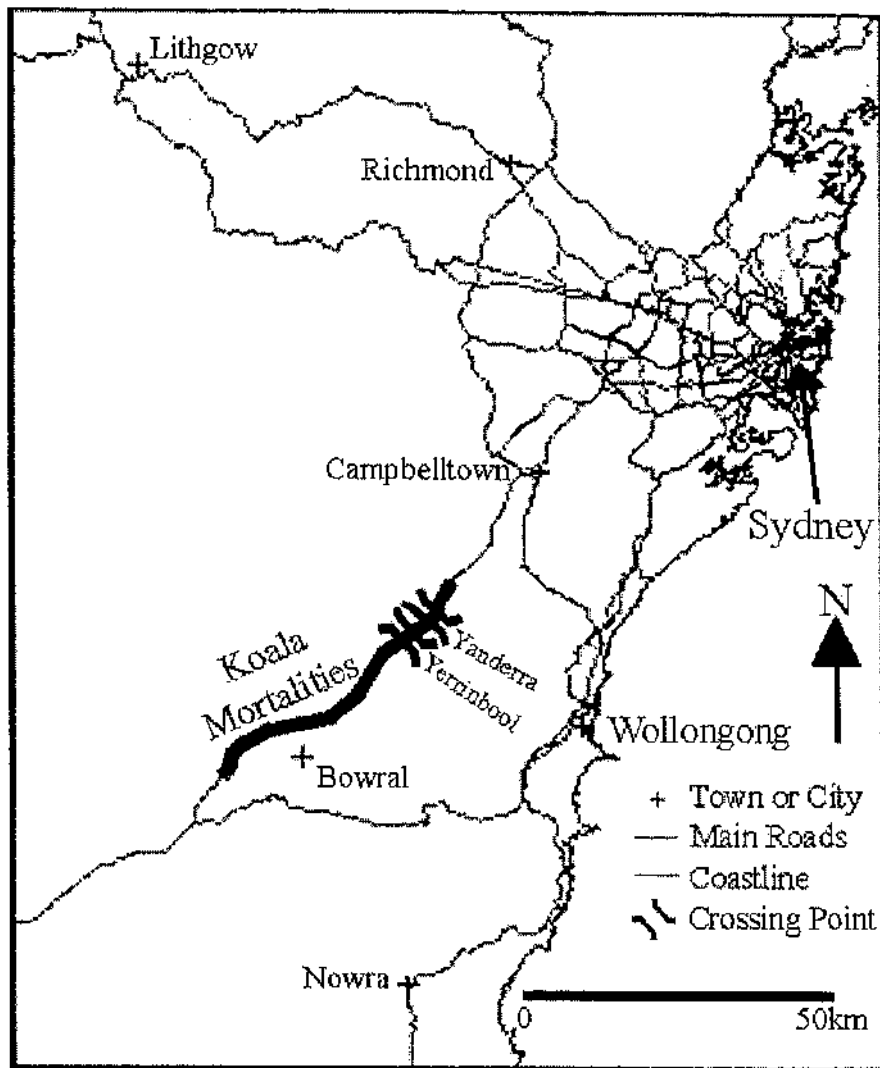 Lithgow
Richmond
Campbelltown
Sydney
N
Koala
Mortalities
Yanderra
Yerrinbool
Wollongong
Bowral
Town or City
Main Roads
Coastline
Crossing Point
Nowra
0 50km